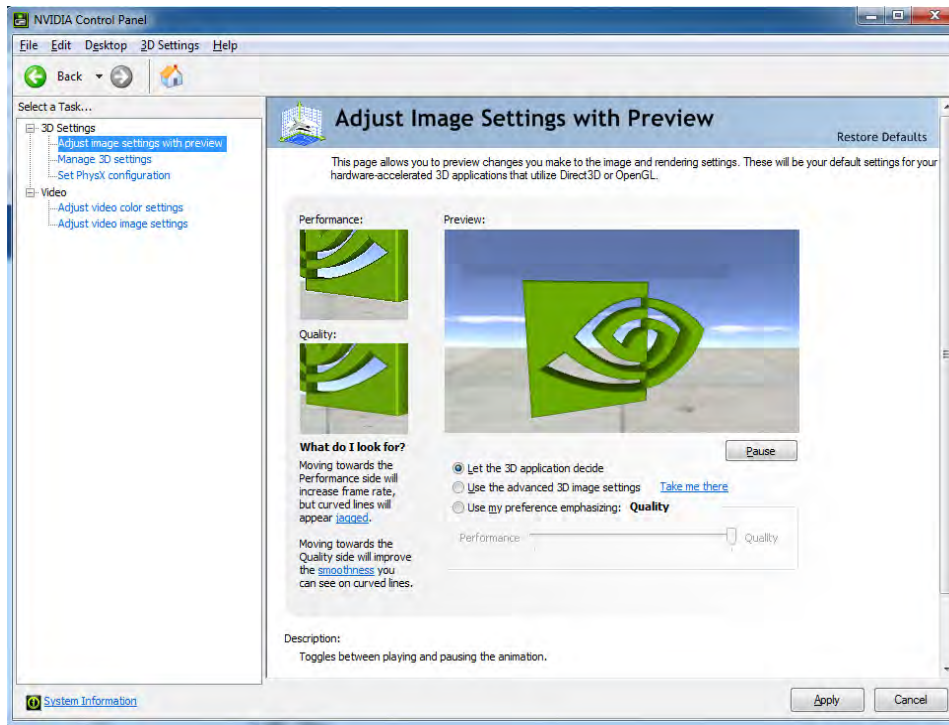 NVIDIA Control Panel
File Edit Desktop 3D Settings Help
Back
Select a Task...
3D Settings
Adjust image settings with preview
Manage 3D settings
Set PhysX configuration
Video
Adjust video color settings
Adjust video image settings
System Information
Adjust Image Settings with Preview
Restore Defaults
This page allows you to preview changes you make to the image and rendering settings. These will be your default settings for your
hardware-accelerated 3D applications that utilize Direct3D or OpenGL.
Performance:
Quality:
What do I look for?
Moving towards the
Performance side will
increase frame rate,
but curved lines will
appear jagged.
Moving towards the
Quality side will improve
the smoothness you
can see on curved lines.
Preview:
Pause
Let the 3D application decide
Use the advanced 3D image settings Take me there
Use my preference emphasizing: Quality
Performance Quality
Description:
Toggles between playing and pausing the animation.
Apply Cancel